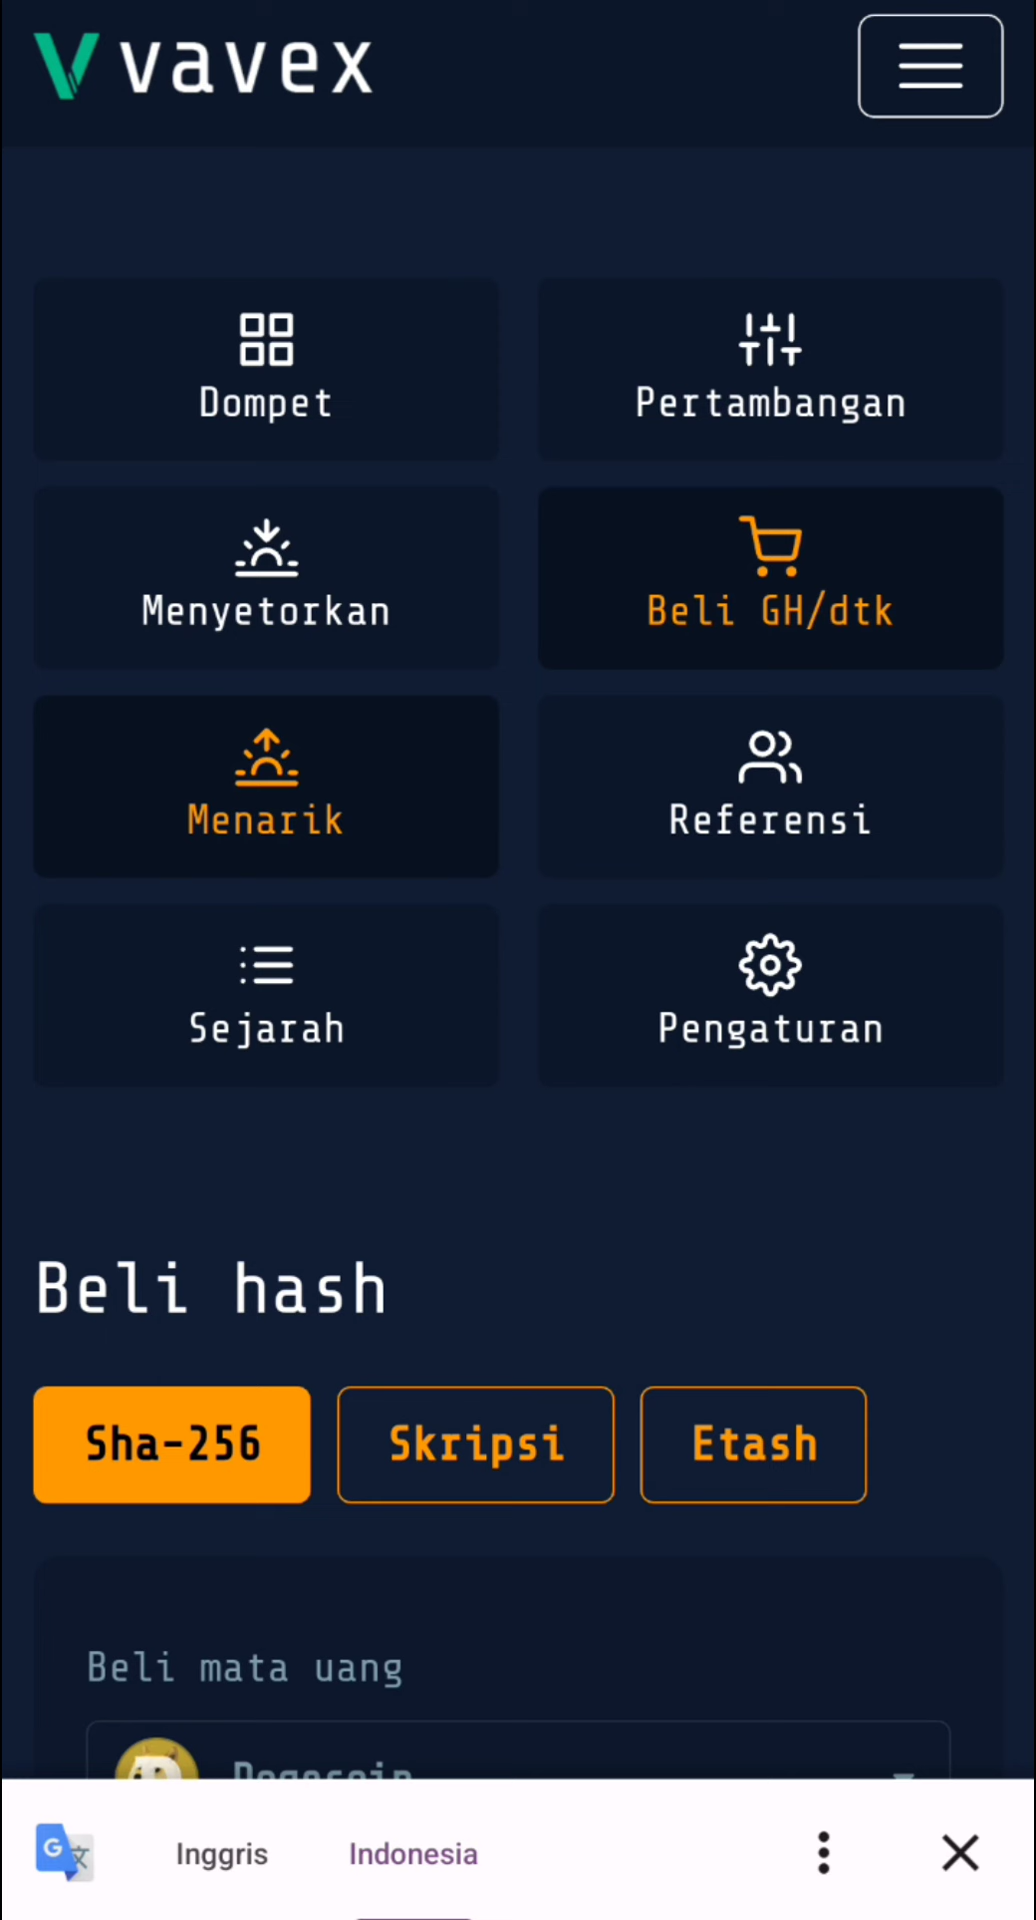 vavex
Dompet
Pertambangan
Menyetorkan
Beli GH/dtk
Menarik
Referensi
Sejarah
Pengaturan
Beli hash
Sha-256
Skripsi
Etash
Beli mata uang
Dogecoin
Inggris
Indonesia